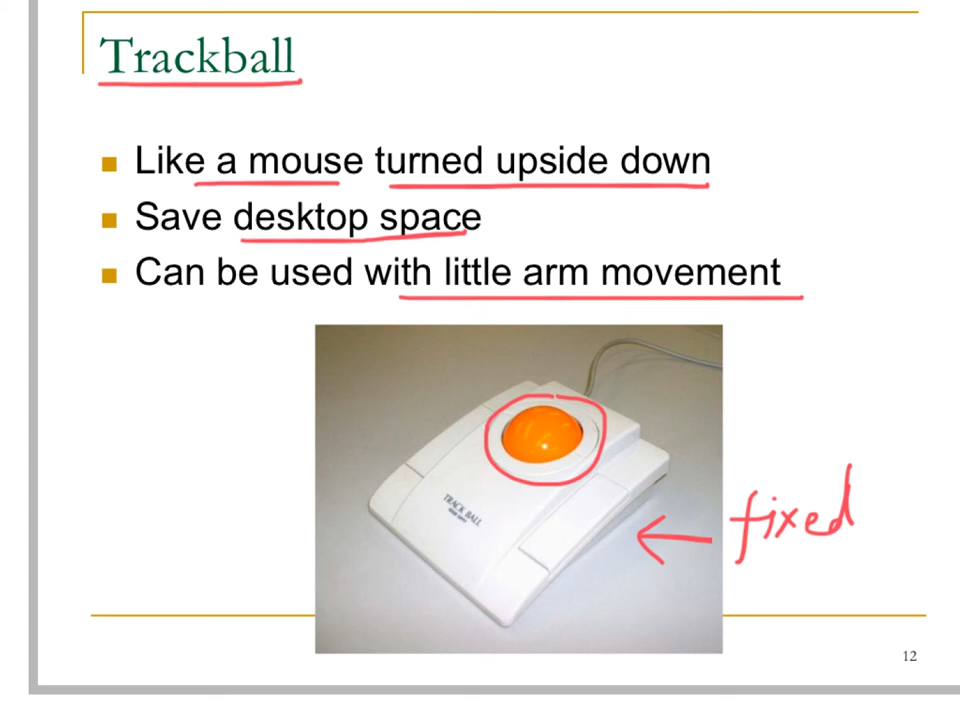 Trackball
Like a mouse turned upside down
Save desktop space
Can be used with little arm movement
TRACK BALL
fixed
12